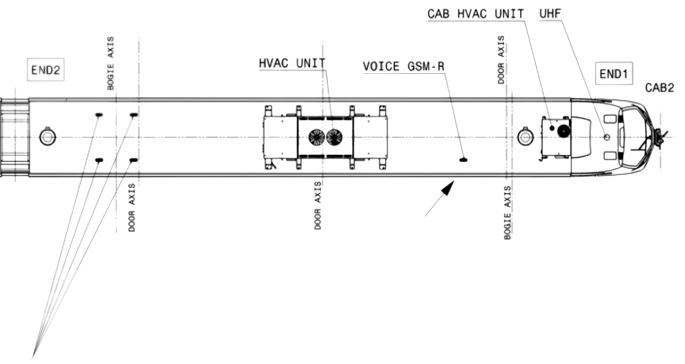 CAB HVAC UNIT UHF
BOGIE AXIS
DOOR AXIS
END2
HVAC UNIT
VOICE GSM-R
END1
CAB2
DOOR AXIS
DOOR AXIS
BOGIE AXIS